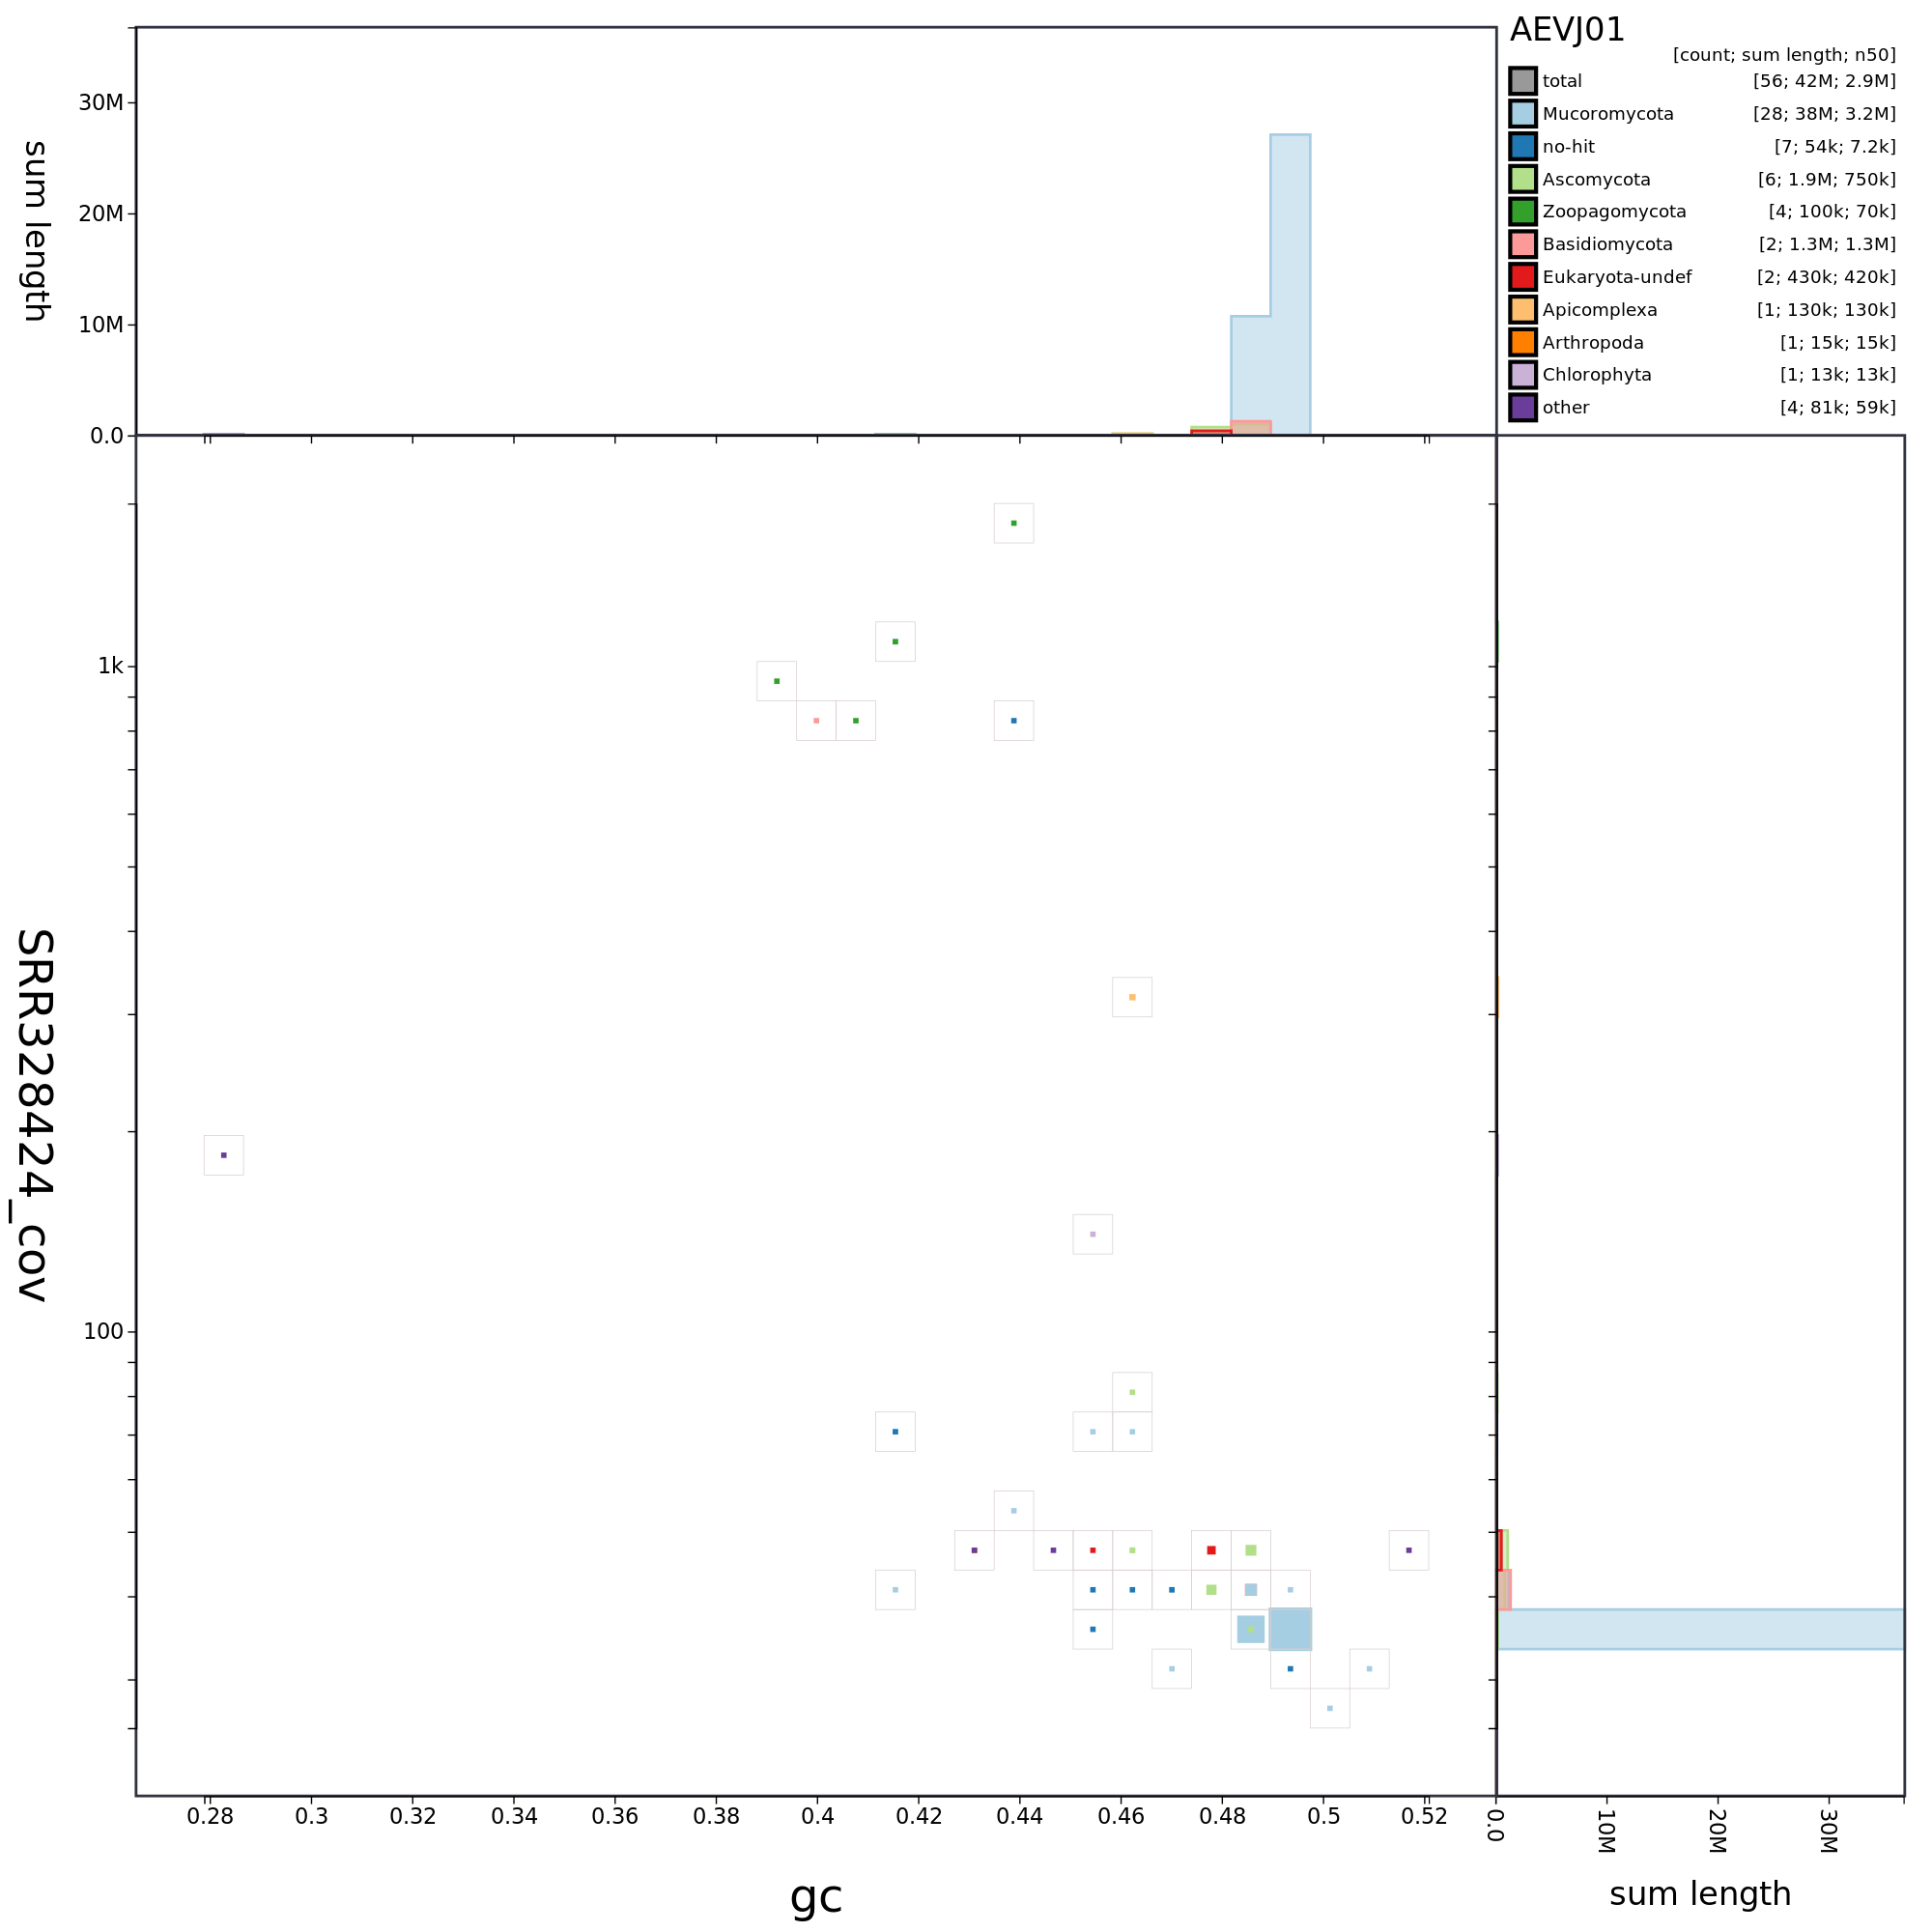 AEVJ01
[count; sum length; n50]
total [56; 42M; 2.9M]
Mucoromycota [28; 38M; 3.2M]
no-hit [7; 54k; 7.2k]
Ascomycota [6; 1.9M; 750k]
Zoopagomycota [4; 100k; 70k]
Basidiomycota [2; 1.3M; 1.3M]
Eukaryota-undef [2; 430k; 420k]
Apicomplexa [1; 130k; 130k]
Arthropoda [1; 15k; 15k]
Chlorophyta [1; 13k; 13k]
other [4; 81k; 59k]
sum length
30M
20M
10M
0.0
SRR328424_cov
1k
100
0.28 0.3 0.32 0.34 0.36 0.38 0.4 0.42 0.44 0.46 0.48 0.5 0.52
gc
0.0 10M 20M 30M
sum length